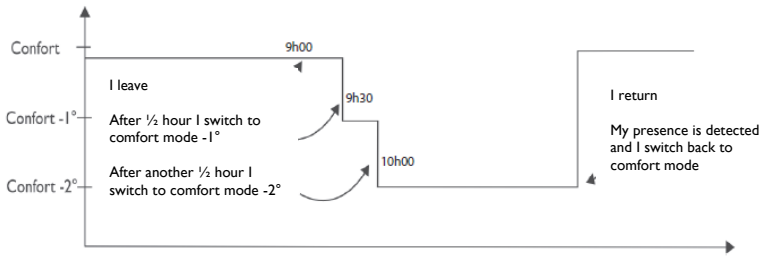 Confort
9h00
I leave
9h30
I return
Confort -1°
After ½ hour I switch to
comfort mode -1°
My presence is detected
and I switch back to
comfort mode
10h00
After another ½ hour I
switch to comfort mode -2°
Confort -2°